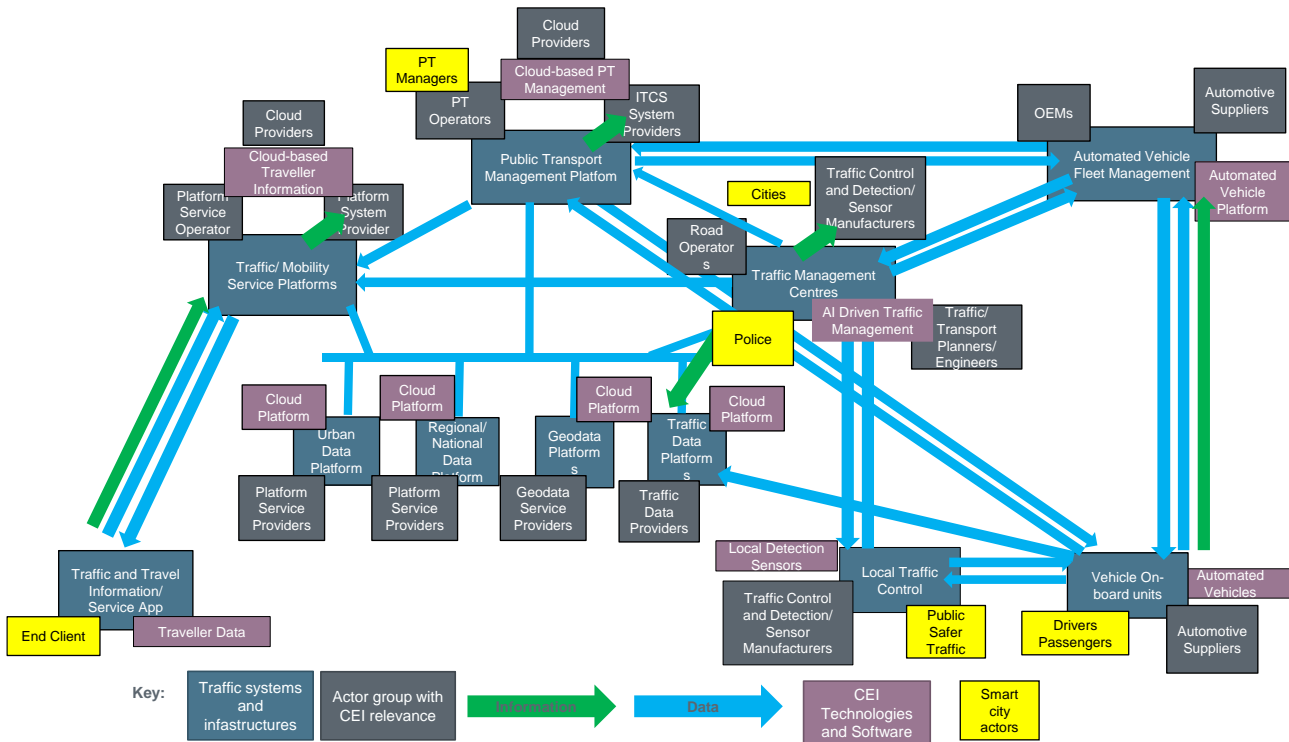 Cloud
Providers
PT
Managers
Cloud-based PT
Management
PT
Operators
ITCS
System
Providers
Public Transport
Management Platfom
Cloud
Providers
Cloud-based
Traveller
Information
Platform
Service
Operator
Platform
System
Provider
Traffic/ Mobility
Service Platforms
OEMs
Automotive
Suppliers
Automated Vehicle
Fleet Management
Automated
Vehicle
Platform
Cities
Traffic Control
and Detection/
Sensor
Manufacturers
Road
Operator
s
Traffic Management
Centres
AI Driven Traffic
Management
Traffic/
Transport
Planners/
Engineers
Police
Cloud
Platform
Cloud
Platform
Cloud
Platform
Cloud
Platform
Urban
Data
Platform
Regional/
National
Data
Platform
Geodata
Platform
s
Traffic
Data
Platform
s
Platform
Service
Providers
Platform
Service
Providers
Geodata
Service
Providers
Traffic
Data
Providers
Traffic and Travel
Information/
Service App
End Client
Traveller Data
Local Detection
Sensors
Local Traffic
Control
Traffic Control
and Detection/
Sensor
Manufacturers
Public
Safer
Traffic
Vehicle On-
board units
Automated
Vehicles
Drivers
Passengers
Automotive
Suppliers
Key:
Traffic systems
and
infastructures
Actor group with
CEI relevance
Information
Data
CEI
Technologies
and Software
Smart
city
actors